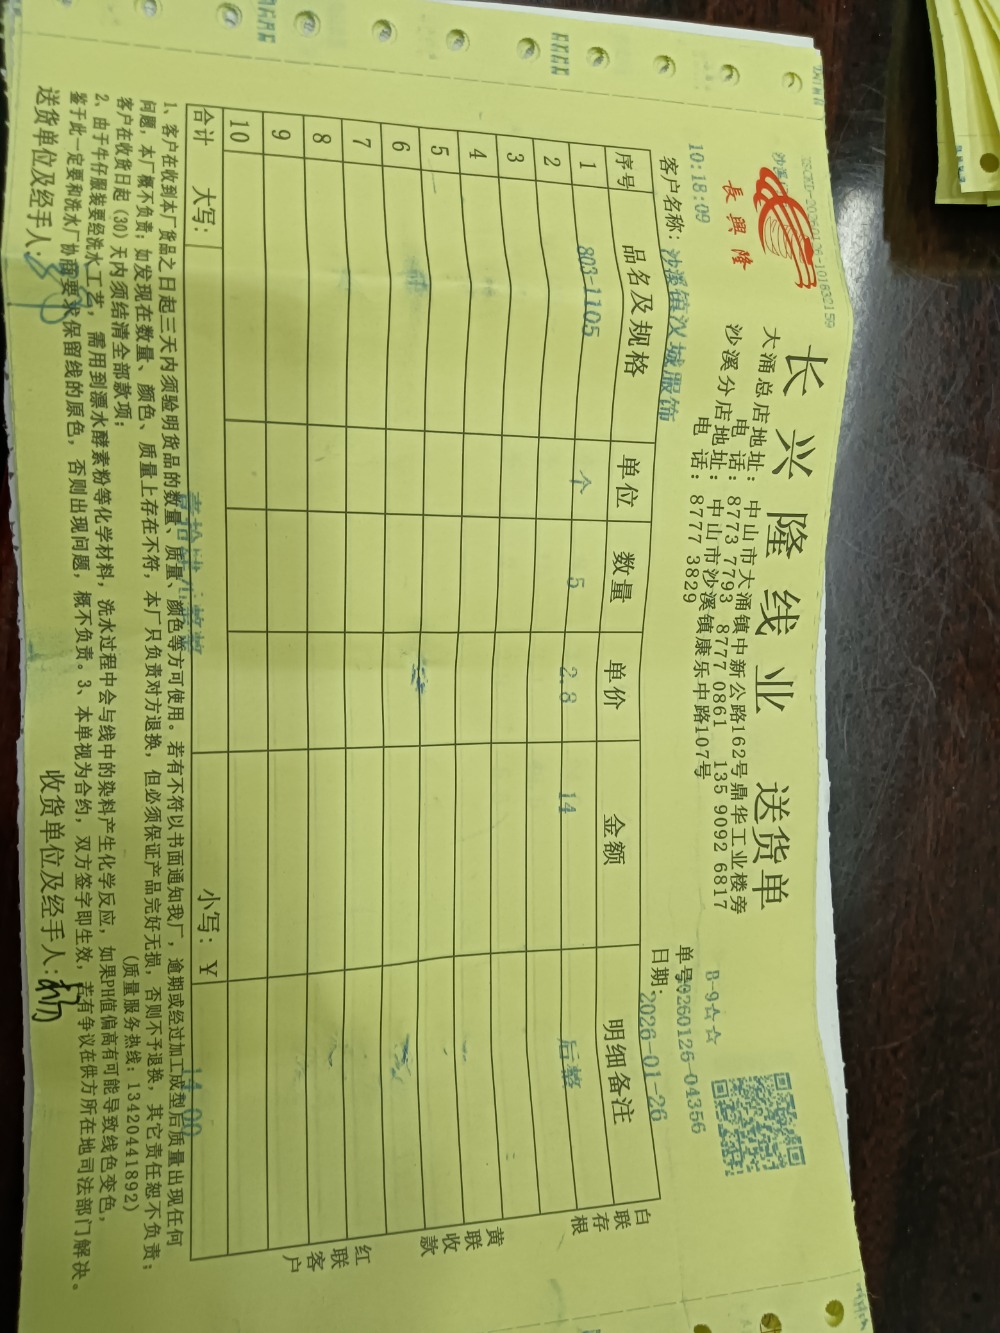 長興隆
长兴隆线业 送货单
大涌总店地址: 中山市大涌镇中新公路162号鼎华工业楼旁
电 话: 8773 7793 8777 0861 135 9092 6817
沙溪分店地址: 中山市沙溪镇康乐中路107号
电 话: 8777 3829
B-9☆☆
单号 0260126-04356
10:18:09
客户名称: 沙溪镇汉城服饰
日期: 2026-01-26
序号 品名及规格 单位 数量 单价 金额 明细备注
1 803-1105 个 5 2.8 14 后整
2
3
4
5
6
7
8
9
10
合计 大写: 壹拾肆元整 小写: ¥ 14.00
白联存根
黄联收款
红联客户
1、客户在收到本厂货品之日起三天内须验明货品的数量、质量、颜色等方可使用。若有不符以书面通知我厂,逾期或经过加工成型后质量出现任何
问题,本厂概不负责;如发现在数量、颜色、质量上存在不符,本厂只负责对方退换,但必须保证产品完好无损,否则不予退换,其它责任恕不负责;
客户在收货日起(30)天内须结清全部款项; (质量服务热线:13420441892)
2、由于牛仔服装要经洗水工艺,需用到漂水酵素粉等化学材料,洗水过程中会与线中的染料产生化学反应,如果PH值偏高有可能导致线色变色,
鉴于此一定要和洗水厂协商要求保留线的原色,否则出现问题,概不负责。3、本单视为合约,双方签字即生效,若有争议在供方所在地司法部门解决。
送货单位及经手人: 收货单位及经手人: 杨